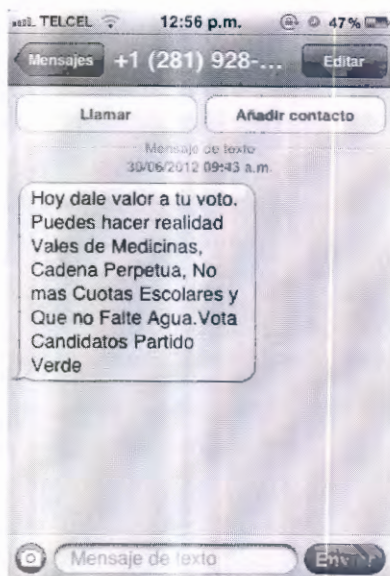 TELCEL 12:56 p.m. 47%
Mensajes +1 (281) 928-... Editar
Llamar Añadir contacto
Mensaje de texto
30/06/2012 09:43 a.m.
Hoy dale valor a tu voto.
Puedes hacer realidad
Vales de Medicinas,
Cadena Perpetua, No
mas Cuotas Escolares y
Que no Falte Agua.Vota
Candidatos Partido
Verde
Mensaje de texto Enviar